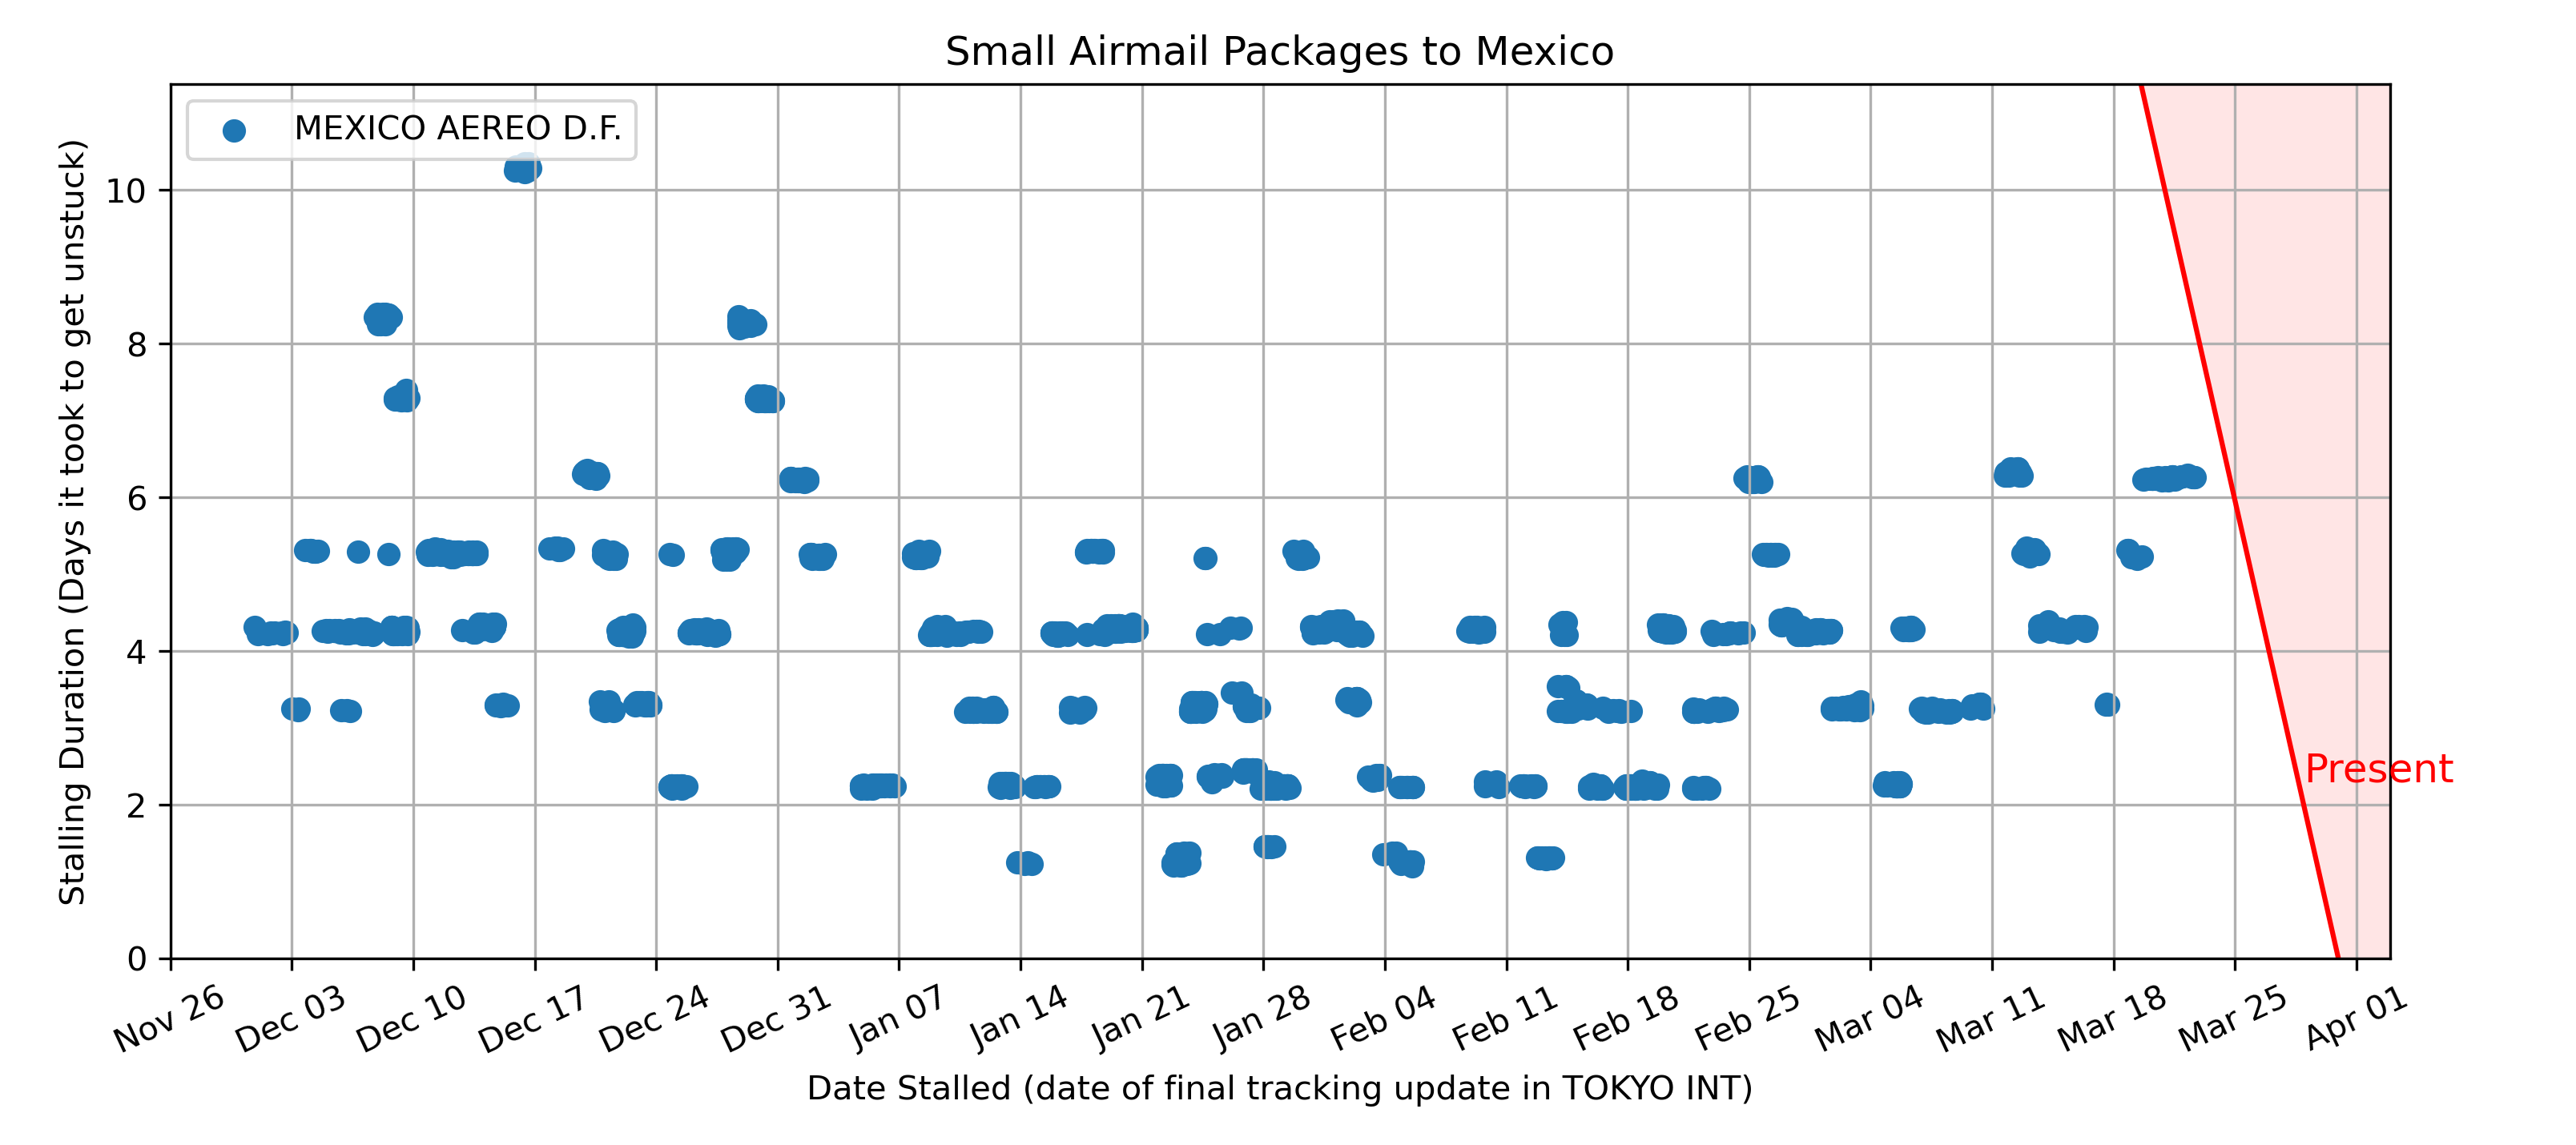 Small Airmail Packages to Mexico
MEXICO AEREO D.F.
Stalling Duration (Days it took to get unstuck)
10
8
6
4
2
0
Present
Nov 26
Dec 03
Dec 10
Dec 17
Dec 24
Dec 31
Jan 07
Jan 14
Jan 21
Jan 28
Feb 04
Feb 11
Feb 18
Feb 25
Mar 04
Mar 11
Mar 18
Mar 25
Apr 01
Date Stalled (date of final tracking update in TOKYO INT)